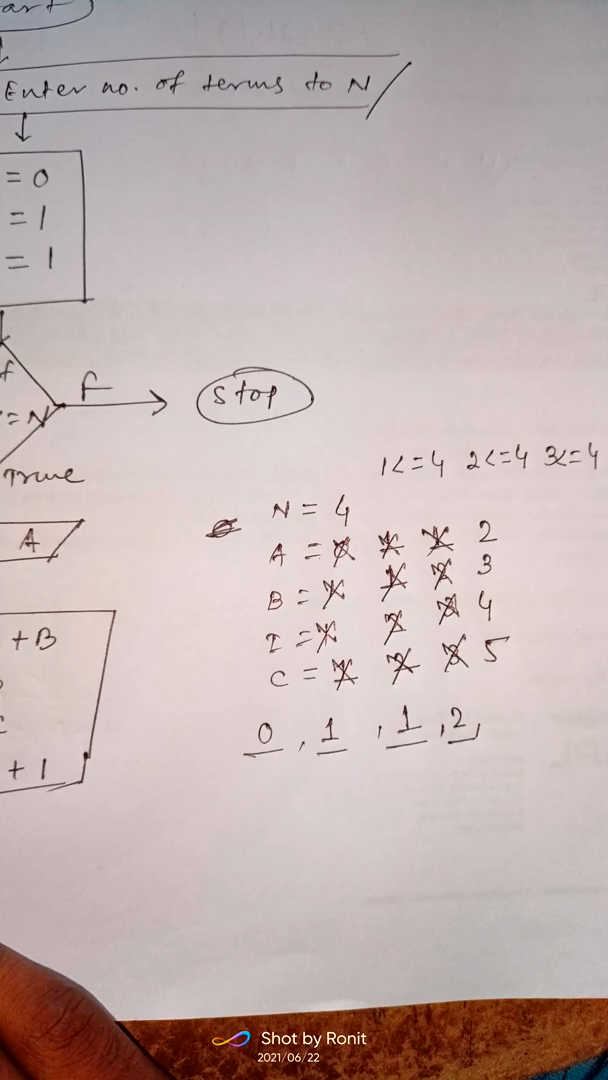 art
Enter no. of terms to N
= 0
= 1
= 1
f
F
Stop
= N
True
1<=4 2<=4 3<=4
N = 4
A
A = 2
B = 3
+B
I = 4
C = 5
0, 1, 1, 2,
+ 1
Shot by Ronit
2021/06/22